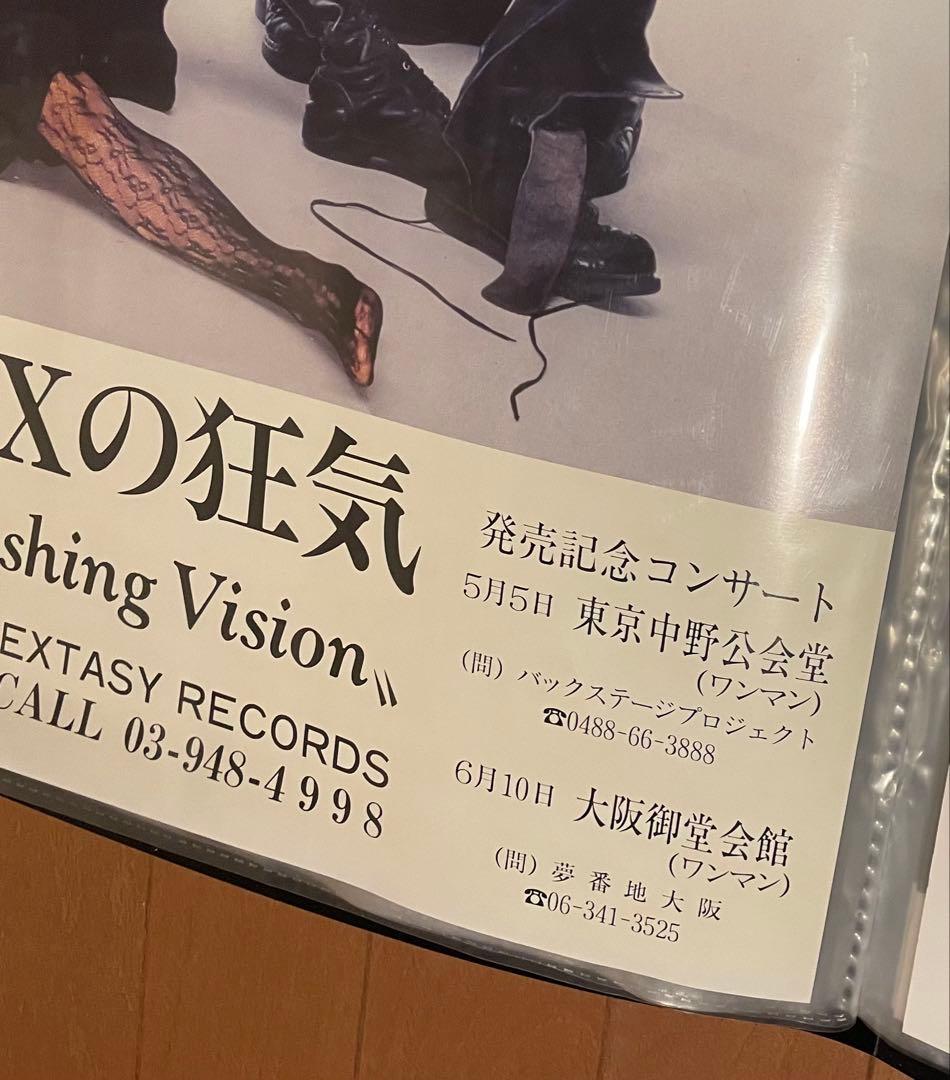 Xの狂気
shing Vision〟
EXTASY RECORDS
CALL 03-948-4998
発売記念コンサート
5月5日 東京中野公会堂
(ワンマン)
(問) バックステージプロジェクト
☎0488-66-3888
6月10日 大阪御堂会館
(ワンマン)
(問) 夢番地大阪
☎06-341-3525